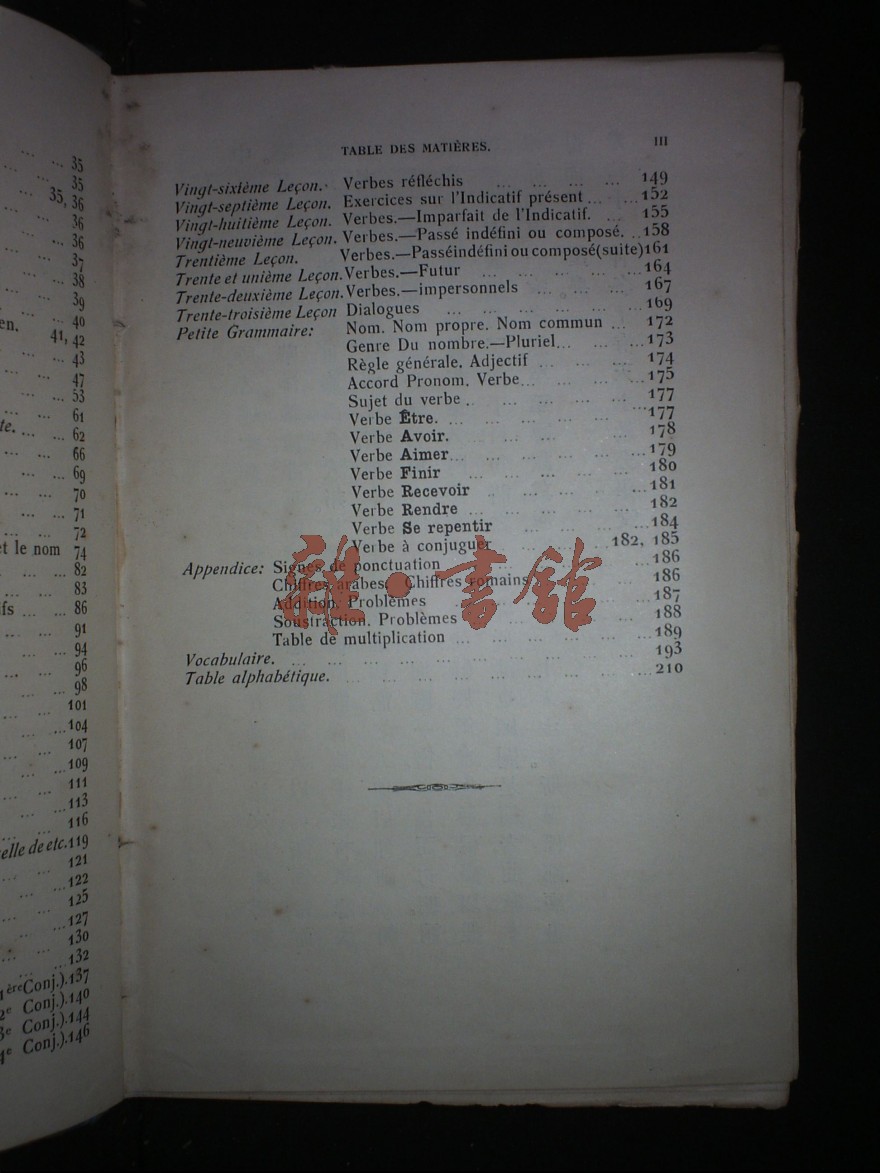 35
35
35, 36
36
36
37
38
39
40
en.
41, 42
43
47
53
61
te. ... ... 62
66
69
70
71
72
et le nom 74
82
83
fs ... ... 86
91
94
96
98
101
...104
107
...109
111
...113
116
elle de etc.119
121
122
125
...127
130
...132
1ère Conj.).137
2e Conj.).140
3e Conj.).144
4e Conj.).146
TABLE DES MATIÈRES. III
Vingt-sixième Leçon. Verbes réfléchis ... ... ... ... 149
Vingt-septième Leçon. Exercices sur l'Indicatif présent ... ...152
Vingt-huitième Leçon. Verbes.—Imparfait de l'Indicatif. ... 155
Vingt-neuvième Leçon. Verbes.—Passé indéfini ou composé. ..158
Trentième Leçon. Verbes.—Passéindéfini ou composé(suite)161
Trente et unième Leçon. Verbes.—Futur ... ... ... ... ...164
Trente-deuxième Leçon. Verbes.—impersonnels ... ... ... 167
Trente-troisième Leçon Dialogues ... ... ... ... ... 169
Petite Grammaire: Nom. Nom propre. Nom commun ... 172
Genre Du nombre.—Pluriel... ... ...173
Règle générale. Adjectif ... ... ... 174
Accord Pronom. Verbe... ... ... ... 175
Sujet du verbe . ... ... ... ... ... 177
Verbe Être. ... ... ... ... ... ...177
Verbe Avoir. ... ... ... 178
Verbe Aimer... ... ... ... ... ...179
Verbe Finir ... ... ... ... ... 180
Verbe Recevoir .. ... ... ... ...181
Verbe Rendre ... ... ... ... ... 182
Verbe Se repentir ... ... ... ...184
Verbe à conjuguer ... ... ... ...182, 185
Appendice: Signes de ponctuation ... ... ... ... ...186
Chiffres arabes. Chiffres romains ... ... ... 186
Addition. Problèmes ... ... ... ... ... ...187
Soustraction. Problèmes ... ... ... ... ... 188
Table de multiplication ... ... ... ... ... ...189
Vocabulaire. ... ... ... ... ... ... ... ... ... ... 193
Table alphabétique. ... ... ... ... ... ... ... ... ...210
雅·書館